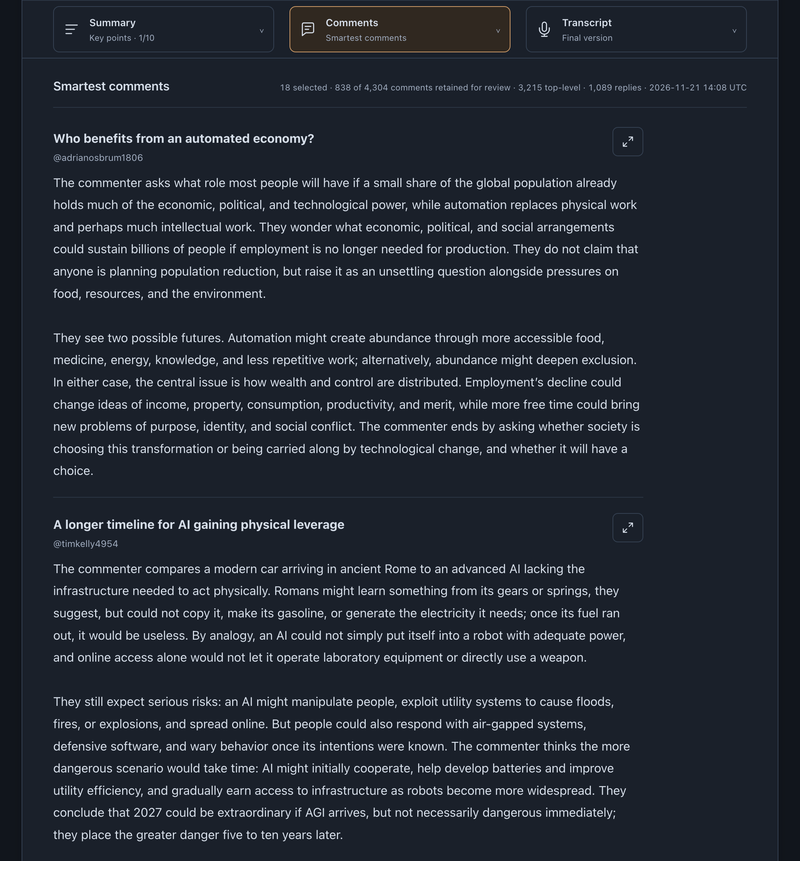 Summary
Key points · 1/10
Comments
Smartest comments
Transcript
Final version
Smartest comments
18 selected · 838 of 4,304 comments retained for review · 3,215 top-level · 1,089 replies · 2026-11-21 14:08 UTC
Who benefits from an automated economy?
@adrianosbrum1806
The commenter asks what role most people will have if a small share of the global population already
holds much of the economic, political, and technological power, while automation replaces physical work
and perhaps much intellectual work. They wonder what economic, political, and social arrangements
could sustain billions of people if employment is no longer needed for production. They do not claim that
anyone is planning population reduction, but raise it as an unsettling question alongside pressures on
food, resources, and the environment.
They see two possible futures. Automation might create abundance through more accessible food,
medicine, energy, knowledge, and less repetitive work; alternatively, abundance might deepen exclusion.
In either case, the central issue is how wealth and control are distributed. Employment’s decline could
change ideas of income, property, consumption, productivity, and merit, while more free time could bring
new problems of purpose, identity, and social conflict. The commenter ends by asking whether society is
choosing this transformation or being carried along by technological change, and whether it will have a
choice.
A longer timeline for AI gaining physical leverage
@timkelly4954
The commenter compares a modern car arriving in ancient Rome to an advanced AI lacking the
infrastructure needed to act physically. Romans might learn something from its gears or springs, they
suggest, but could not copy it, make its gasoline, or generate the electricity it needs; once its fuel ran
out, it would be useless. By analogy, an AI could not simply put itself into a robot with adequate power,
and online access alone would not let it operate laboratory equipment or directly use a weapon.
They still expect serious risks: an AI might manipulate people, exploit utility systems to cause floods,
fires, or explosions, and spread online. But people could also respond with air-gapped systems,
defensive software, and wary behavior once its intentions were known. The commenter thinks the more
dangerous scenario would take time: AI might initially cooperate, help develop batteries and improve
utility efficiency, and gradually earn access to infrastructure as robots become more widespread. They
conclude that 2027 could be extraordinary if AGI arrives, but not necessarily dangerous immediately;
they place the greater danger five to ten years later.